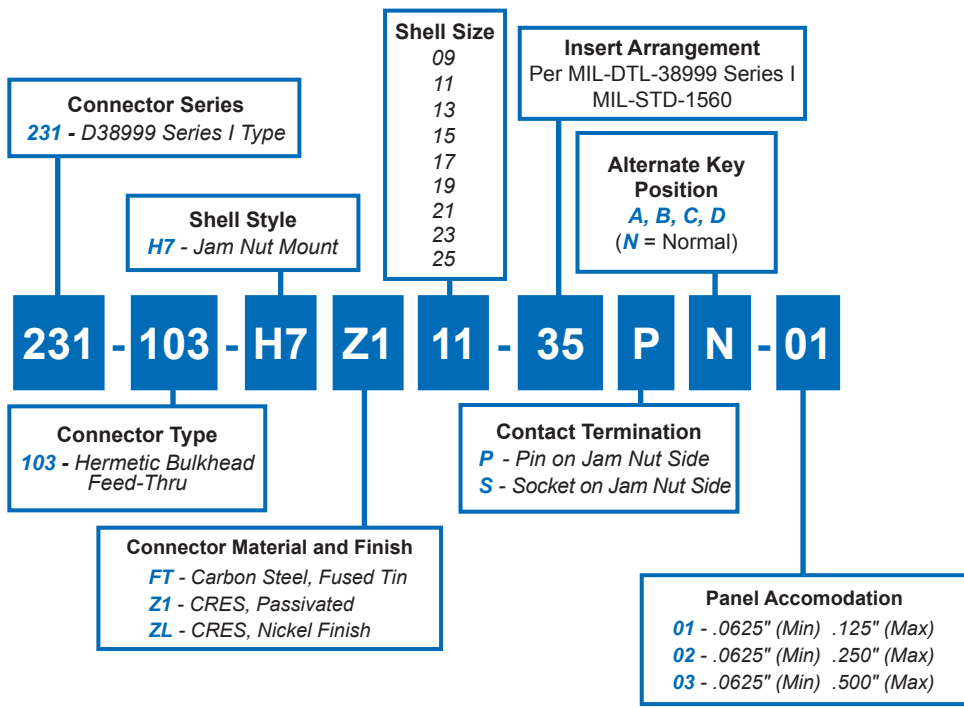 Connector Series
231 - D38999 Series I Type
Shell Style
H7 - Jam Nut Mount
Shell Size
09
11
13
15
17
19
21
23
25
Insert Arrangement
Per MIL-DTL-38999 Series I
MIL-STD-1560
Alternate Key
Position
A, B, C, D
(N = Normal)
231 - 103 - H7 Z1 11 - 35 P N - 01
Connector Type
103 - Hermetic Bulkhead
Feed-Thru
Connector Material and Finish
FT - Carbon Steel, Fused Tin
Z1 - CRES, Passivated
ZL - CRES, Nickel Finish
Contact Termination
P - Pin on Jam Nut Side
S - Socket on Jam Nut Side
Panel Accomodation
01 - .0625" (Min) .125" (Max)
02 - .0625" (Min) .250" (Max)
03 - .0625" (Min) .500" (Max)